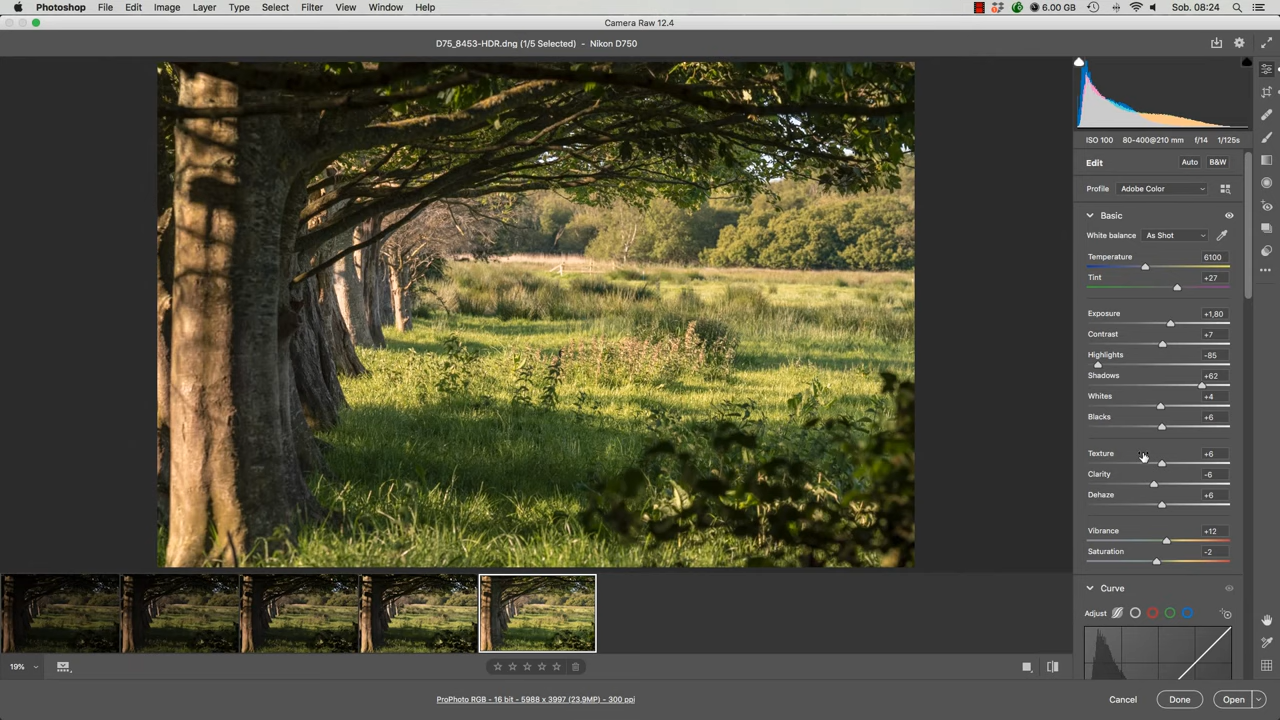 Photoshop File Edit Image Layer Type Select Filter View Window Help 6.00 GB Sob. 08:24
Camera Raw 12.4
D75_8453-HDR.dng (1/5 Selected) - Nikon D750
ISO 100 80-400@210 mm f/14 1/125s
Edit Auto B&W
Profile Adobe Color
Basic
White balance As Shot
Temperature 6100
Tint +27
Exposure +1,80
Contrast +7
Highlights -85
Shadows +62
Whites +4
Blacks +6
Texture +6
Clarity -6
Dehaze +6
Vibrance +12
Saturation -2
Curve
Adjust
19%
ProPhoto RGB - 16 bit - 5988 x 3997 (23,9MP) - 300 ppi
Cancel Done Open